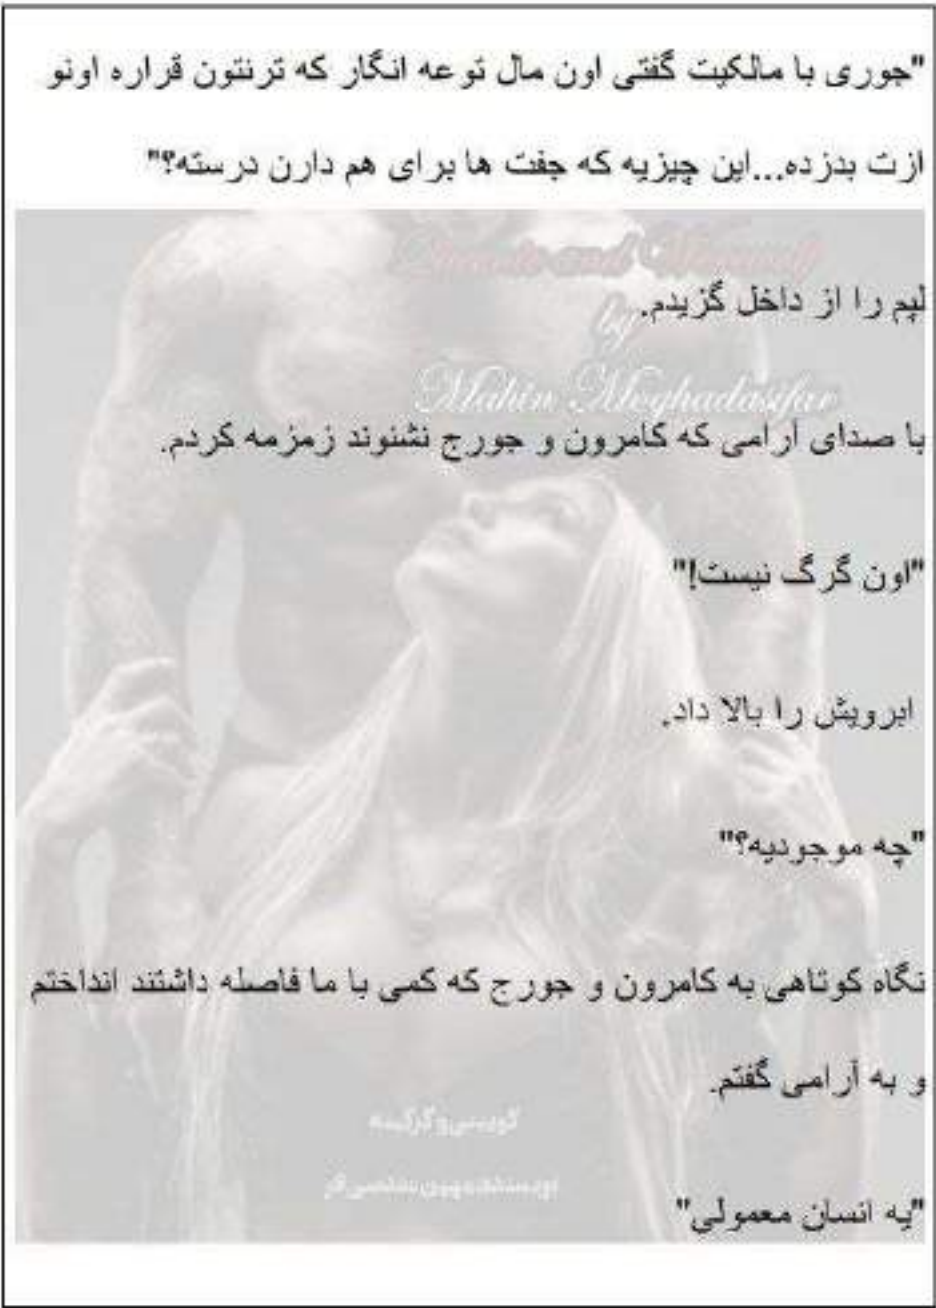 "جوری با مالکیت گفتی اون مال توعه انگار که ترنتون قراره اونو
ازت بدزده...این چیزیه که جفت ها برای هم دارن درسته؟"
and
لپم را از داخل گزیدم.
by
Mahin Moghadasifar
با صدای آرامی که کامرون و جورج نشنوند زمزمه کردم.
"اون گرگ نیست!"
ابرویش را بالا داد.
"چه موجودیه؟"
نگاه کوتاهی به کامرون و جورج که کمی با ما فاصله داشتند انداختم
و به آرامی گفتم.
"یه انسان معمولی"